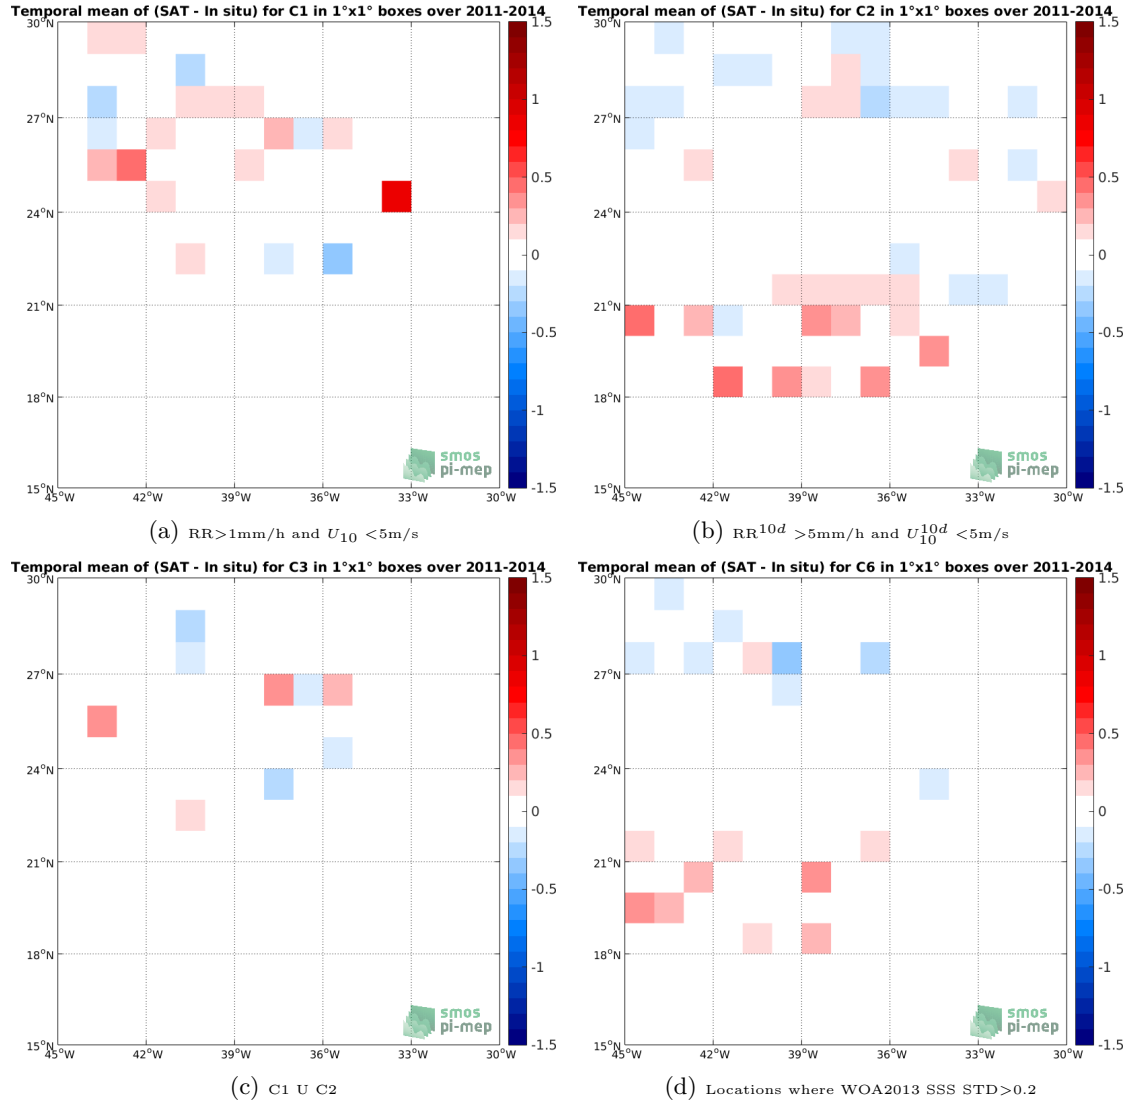 Temporal mean of (SAT - In situ) for C1 in 1°x1° boxes over 2011-2014
30°N
27°N
24°N
21°N
18°N
15°N
45°W 42°W 39°W 36°W 33°W 30°W
1.5
1
0.5
0
-0.5
-1
-1.5
smos
pi-mep
(a) RR>1mm/h and U10 <5m/s
Temporal mean of (SAT - In situ) for C2 in 1°x1° boxes over 2011-2014
30°N
27°N
24°N
21°N
18°N
15°N
45°W 42°W 39°W 36°W 33°W 30°W
1.5
1
0.5
0
-0.5
-1
-1.5
smos
pi-mep
(b) RR^10d >5mm/h and U10^10d <5m/s
Temporal mean of (SAT - In situ) for C3 in 1°x1° boxes over 2011-2014
30°N
27°N
24°N
21°N
18°N
15°N
45°W 42°W 39°W 36°W 33°W 30°W
1.5
1
0.5
0
-0.5
-1
-1.5
smos
pi-mep
(c) C1 U C2
Temporal mean of (SAT - In situ) for C6 in 1°x1° boxes over 2011-2014
30°N
27°N
24°N
21°N
18°N
15°N
45°W 42°W 39°W 36°W 33°W 30°W
1.5
1
0.5
0
-0.5
-1
-1.5
smos
pi-mep
(d) Locations where WOA2013 SSS STD>0.2